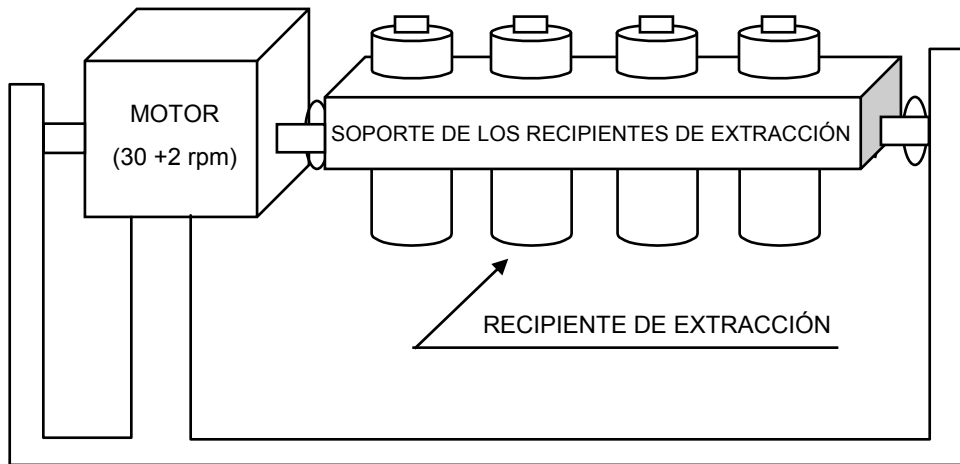 MOTOR
(30 +2 rpm)
SOPORTE DE LOS RECIPIENTES DE EXTRACCIÓN
RECIPIENTE DE EXTRACCIÓN